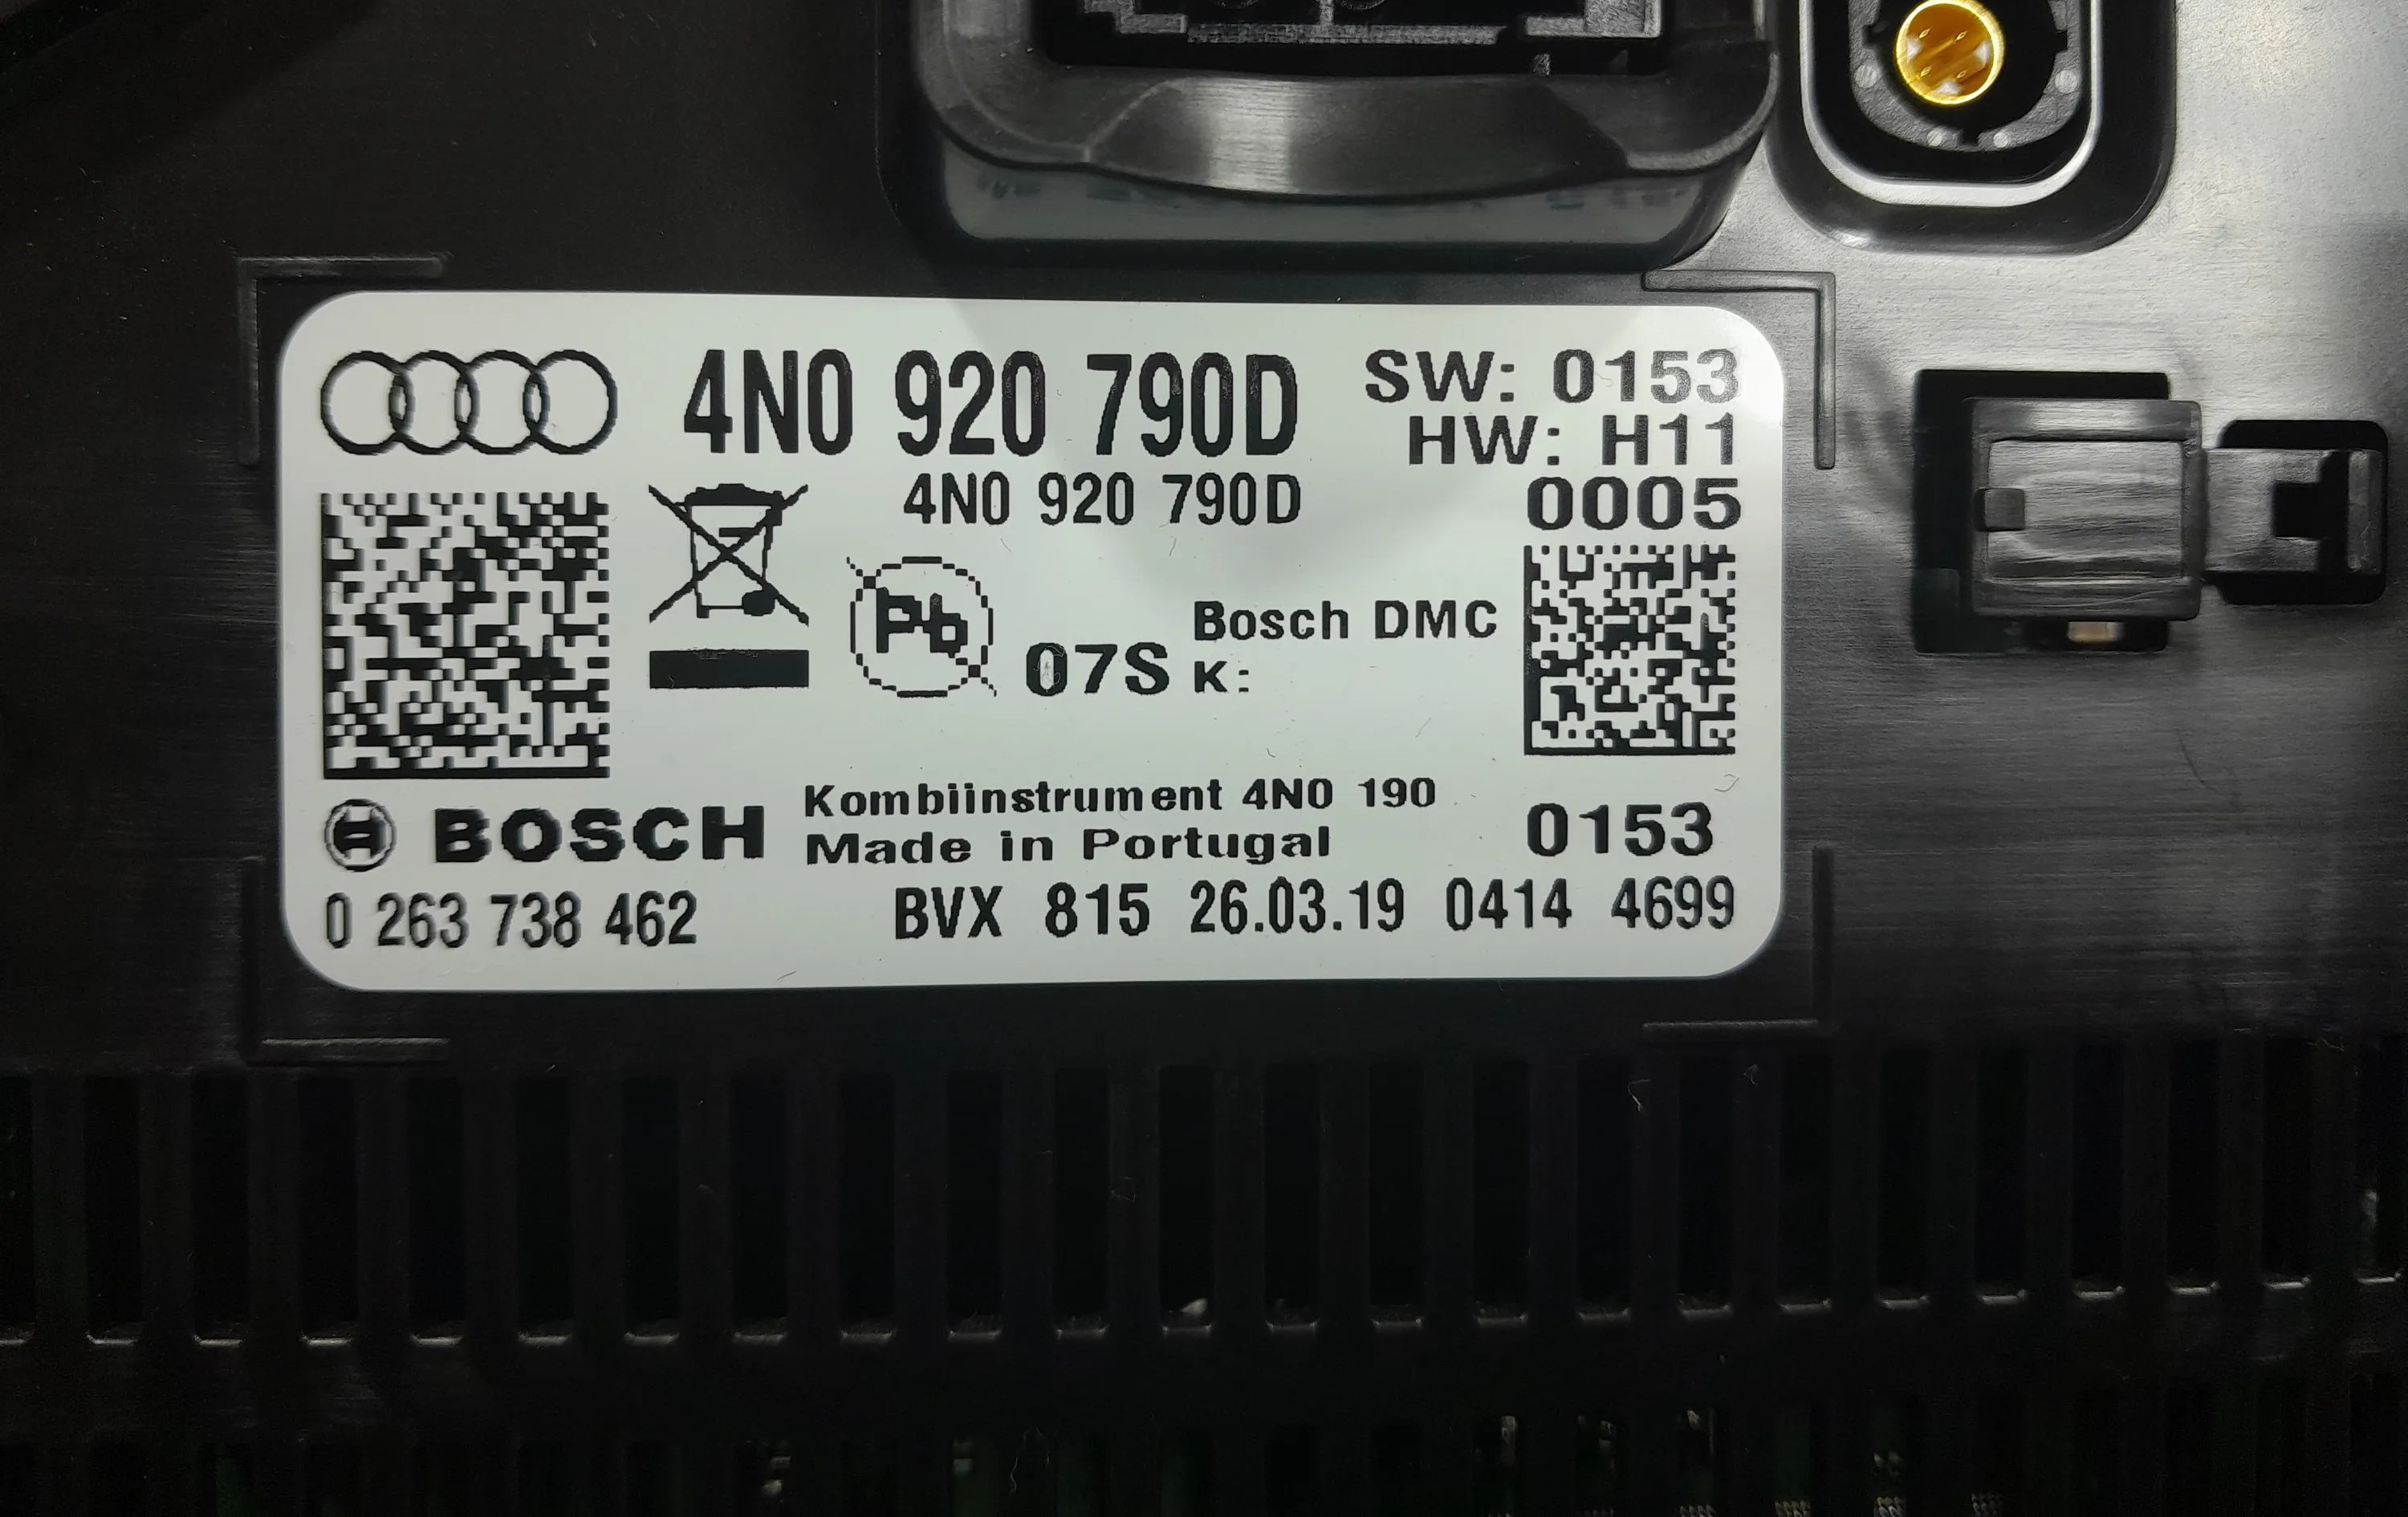 4N0 920 790D
SW: 0153
HW: H11
4N0 920 790D
0005
Pb
07S
Bosch DMC
K:
Kombiinstrument 4N0 190
BOSCH
Made in Portugal
0153
0 263 738 462
BVX 815 26.03.19 0414 4699